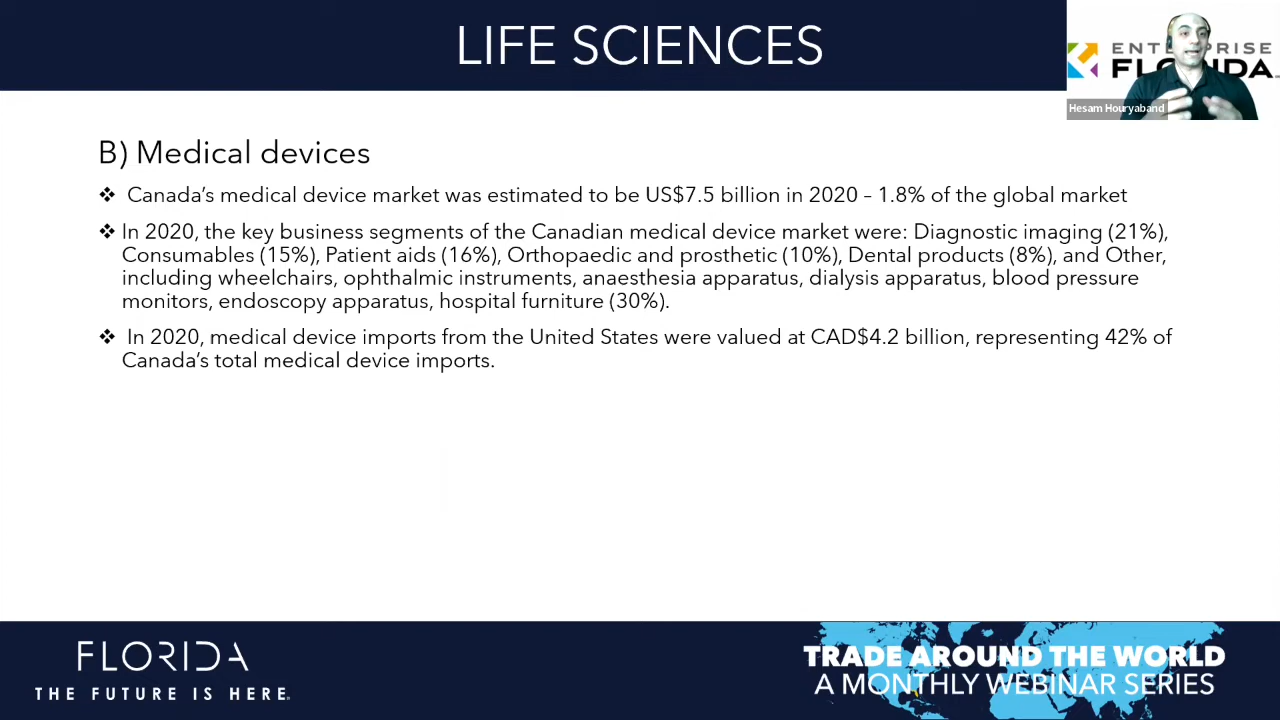 LIFE SCIENCES
ENTERPRISE
FLORIDA
Hesam Houryaband
B) Medical devices
❖ Canada’s medical device market was estimated to be US$7.5 billion in 2020 – 1.8% of the global market
❖ In 2020, the key business segments of the Canadian medical device market were: Diagnostic imaging (21%),
Consumables (15%), Patient aids (16%), Orthopaedic and prosthetic (10%), Dental products (8%), and Other,
including wheelchairs, ophthalmic instruments, anaesthesia apparatus, dialysis apparatus, blood pressure
monitors, endoscopy apparatus, hospital furniture (30%).
❖ In 2020, medical device imports from the United States were valued at CAD$4.2 billion, representing 42% of
Canada’s total medical device imports.
FLORIDA
THE FUTURE IS HERE.
TRADE AROUND THE WORLD
A MONTHLY WEBINAR SERIES